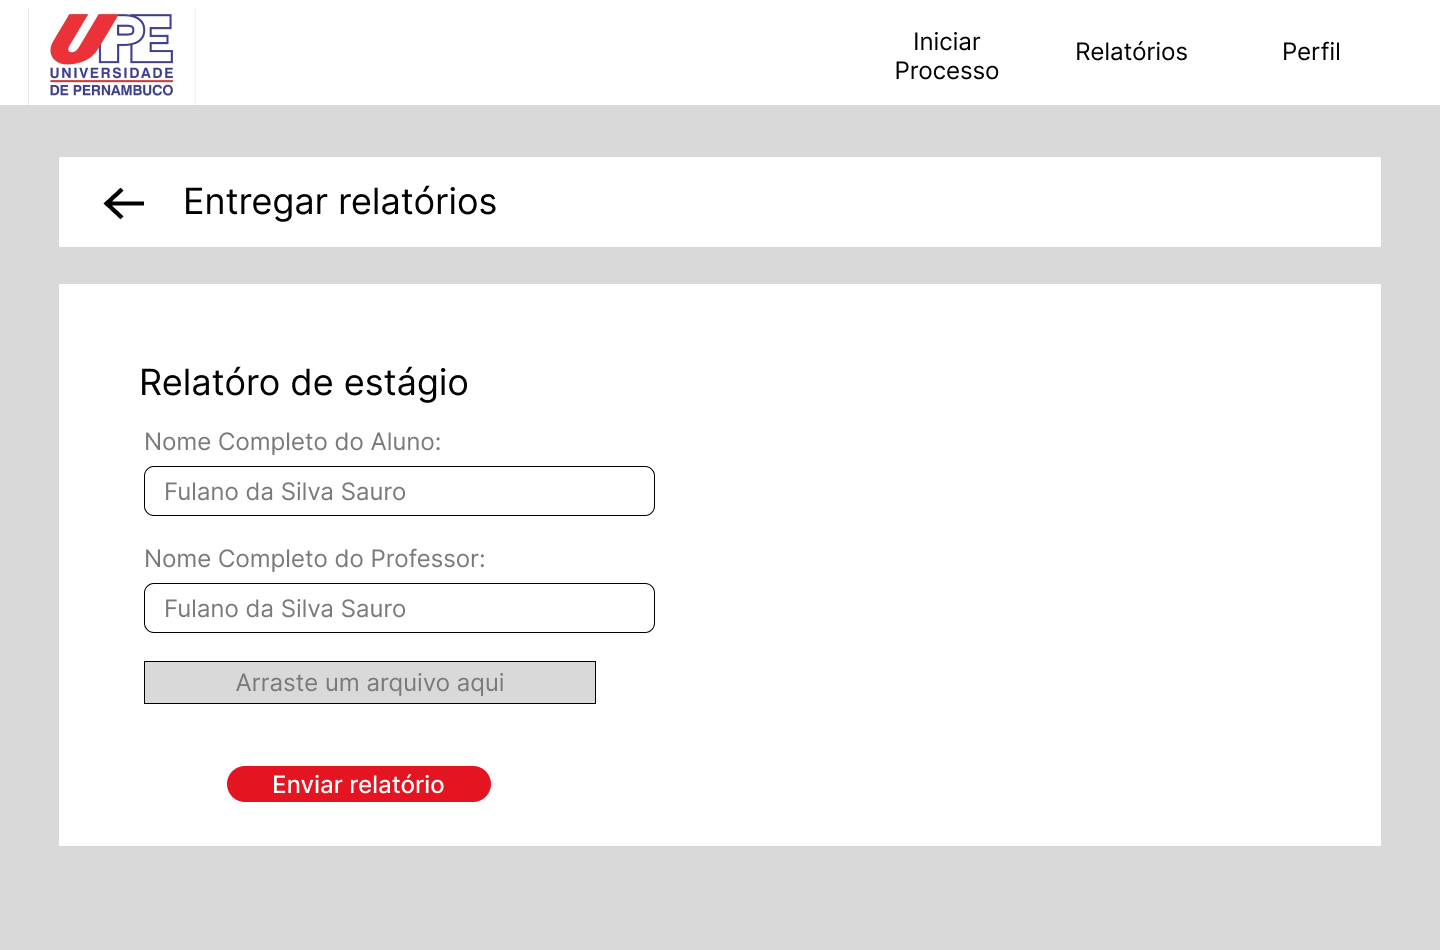 UPE
UNIVERSIDADE
DE PERNAMBUCO
Iniciar
Processo
Relatórios
Perfil
Entregar relatórios
Relatóro de estágio
Nome Completo do Aluno:
Fulano da Silva Sauro
Nome Completo do Professor:
Fulano da Silva Sauro
Arraste um arquivo aqui
Enviar relatório